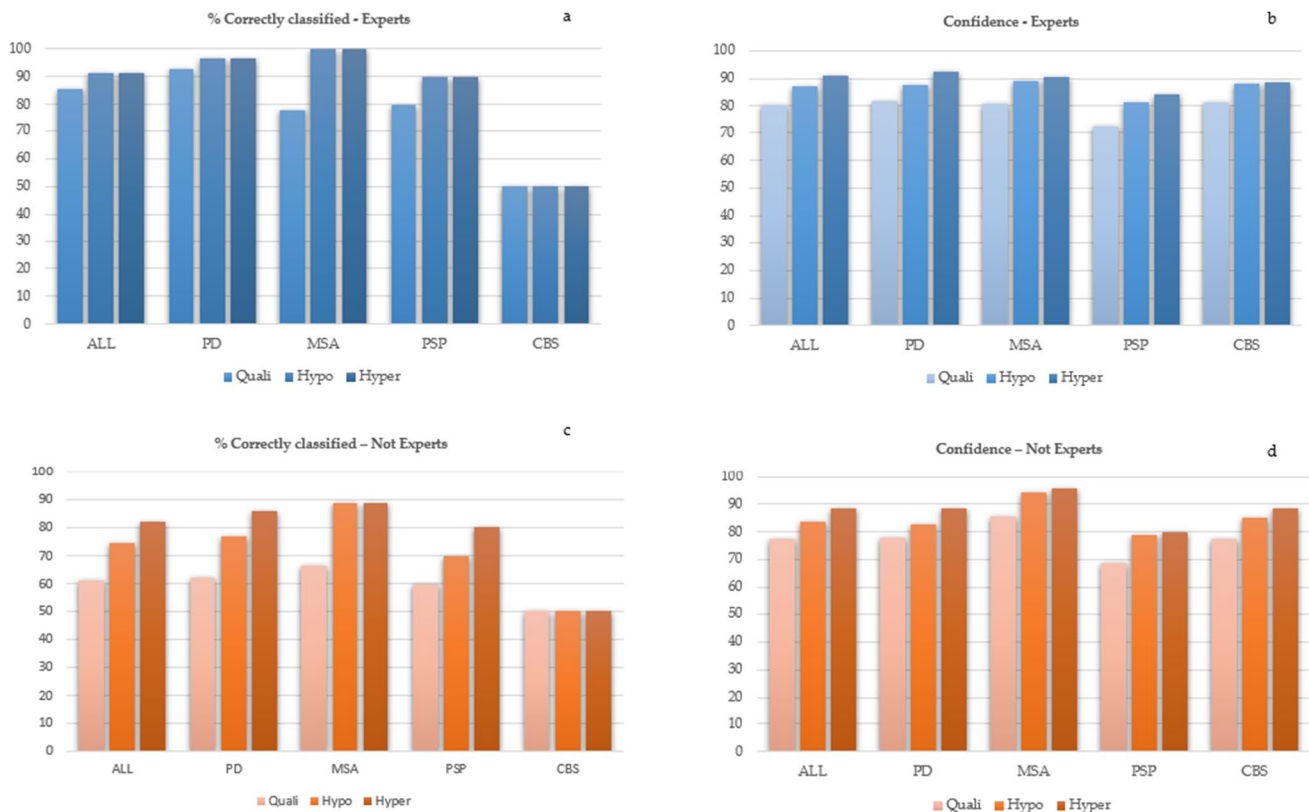 % Correctly classified - Experts
a
100
90
80
70
60
50
40
30
20
10
0
ALL PD MSA PSP CBS
Quali Hypo Hyper
Confidence - Experts
b
100
90
80
70
60
50
40
30
20
10
0
ALL PD MSA PSP CBS
Quali Hypo Hyper
% Correctly classified – Not Experts
c
100
90
80
70
60
50
40
30
20
10
0
ALL PD MSA PSP CBS
Quali Hypo Hyper
Confidence – Not Experts
d
100
90
80
70
60
50
40
30
20
10
0
ALL PD MSA PSP CBS
Quali Hypo Hyper